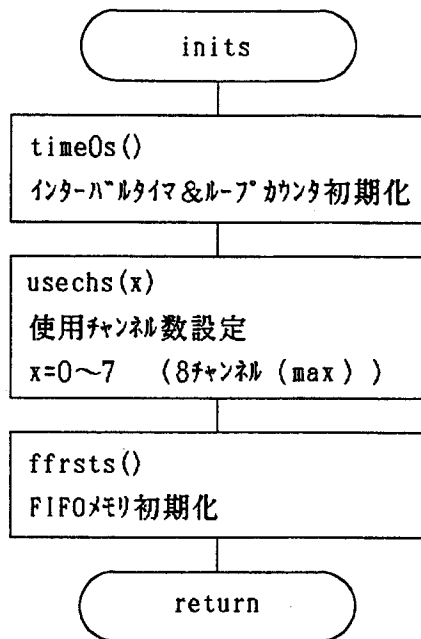 inits
time0s()
インターバルタイマ&ループカウンタ初期化
usechs(x)
使用チャンネル数設定
x=0〜7 (8チャンネル (max) )
ffrsts()
FIFOメモリ初期化
return